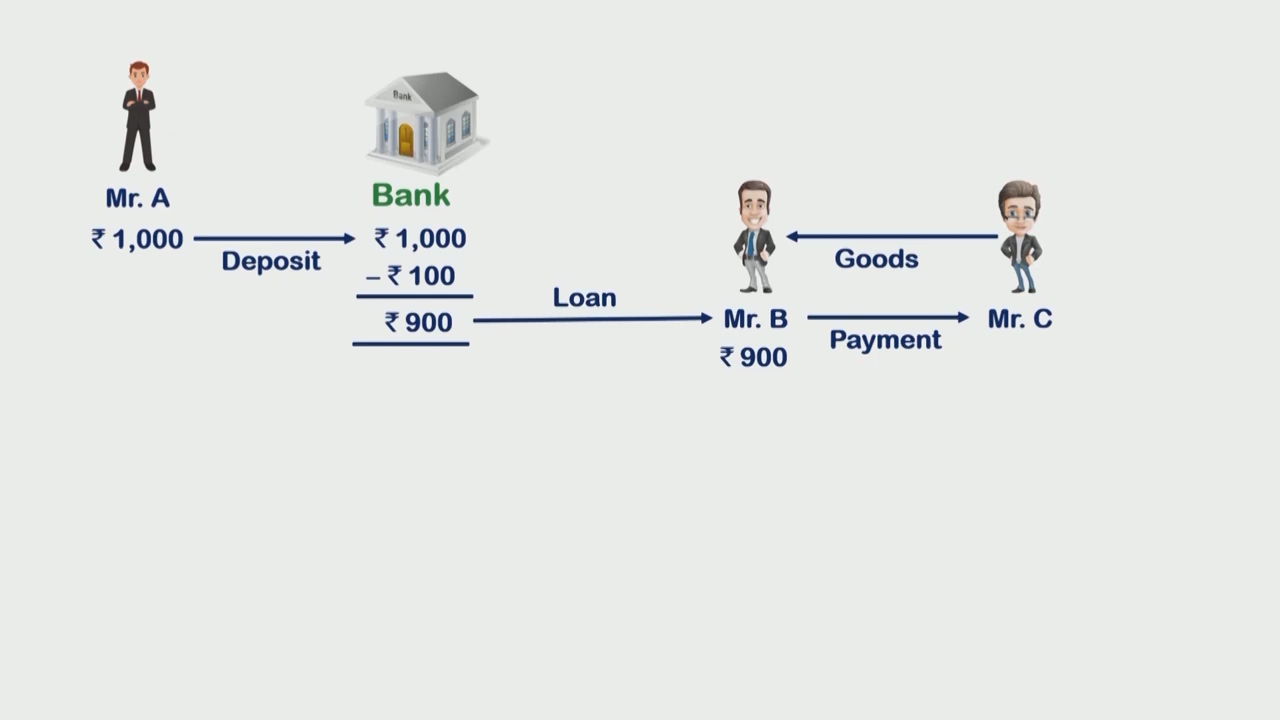 Bank
Mr. A
Bank
₹ 1,000
Deposit
₹ 1,000
– ₹ 100
₹ 900
Loan
Goods
Mr. B
Payment
Mr. C
₹ 900